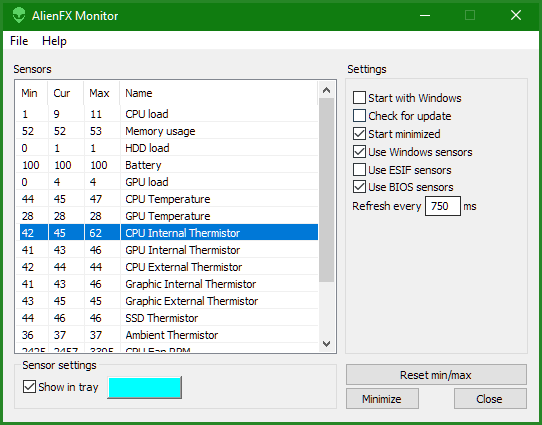 AlienFX Monitor
File Help
Sensors
Min Cur Max Name
1 9 11 CPU load
52 52 53 Memory usage
0 1 1 HDD load
100 100 100 Battery
0 4 4 GPU load
44 45 47 CPU Temperature
28 28 28 GPU Temperature
42 45 62 CPU Internal Thermistor
41 43 46 GPU Internal Thermistor
42 44 44 CPU External Thermistor
41 43 46 Graphic Internal Thermistor
43 45 45 Graphic External Thermistor
44 46 46 SSD Thermistor
36 37 37 Ambient Thermistor
2425 2457 3305 CPU Fan RPM
Settings
Start with Windows
Check for update
Start minimized
Use Windows sensors
Use ESIF sensors
Use BIOS sensors
Refresh every 750 ms
Sensor settings
Show in tray
Reset min/max
Minimize Close